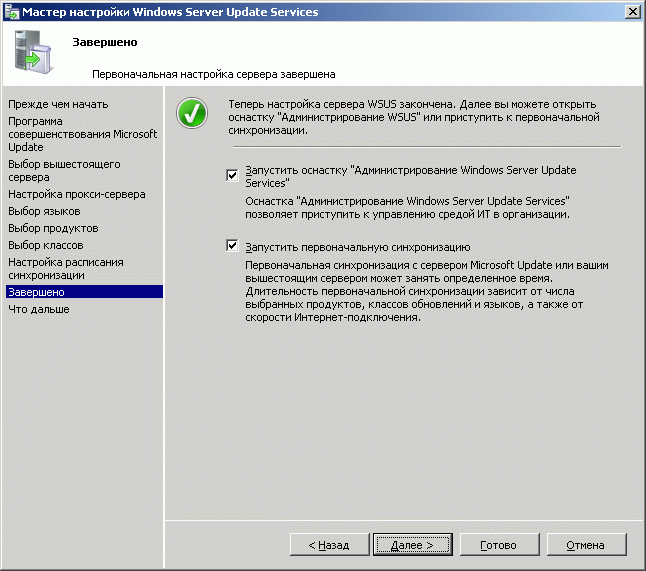 Мастер настройки Windows Server Update Services
Завершено
Первоначальная настройка сервера завершена
Прежде чем начать
Программа
совершенствования Microsoft
Update
Выбор вышестоящего
сервера
Настройка прокси-сервера
Выбор языков
Выбор продуктов
Выбор классов
Настройка расписания
синхронизации
Завершено
Что дальше
Теперь настройка сервера WSUS закончена. Далее вы можете открыть
оснастку "Администрирование WSUS" или приступить к первоначальной
синхронизации.
Запустить оснастку "Администрирование Windows Server Update
Services"
Оснастка "Администрирование Windows Server Update Services"
позволяет приступить к управлению средой ИТ в организации.
Запустить первоначальную синхронизацию
Первоначальная синхронизация с сервером Microsoft Update или вашим
вышестоящим сервером может занять определенное время.
Длительность первоначальной синхронизации зависит от числа
выбранных продуктов, классов обновлений и языков, а также от
скорости Интернет-подключения.
< Назад
Далее >
Готово
Отмена